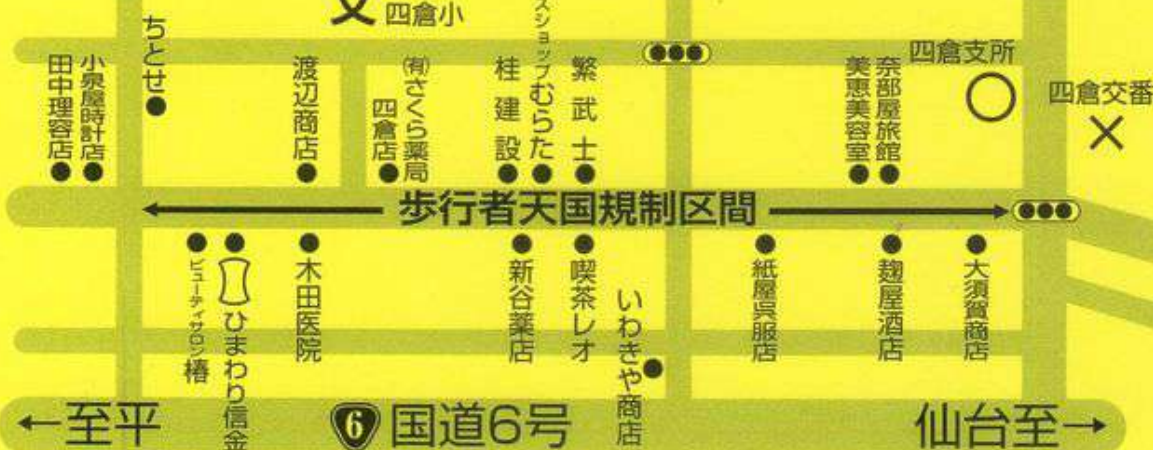 四倉小
スショップむらた
四倉支所
四倉交番
ちとせ
田中理容店
小泉屋時計店
渡辺商店
四倉店
㈲さくら薬局
桂建設
繁武士
美恵美容室
奈部屋旅館
歩行者天国規制区間
ビューティサロン椿
ひまわり信金
木田医院
新谷薬店
喫茶レオ
いわきや商店
紙屋呉服店
麹屋酒店
大須賀商店
←至平
6
国道6号
仙台至→